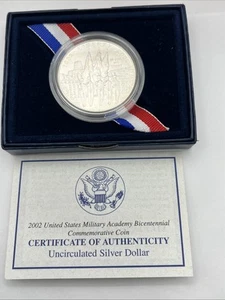 2002 United States Military Academy Bicentennial
Commemorative Coin
CERTIFICATE OF AUTHENTICITY
Uncirculated Silver Dollar